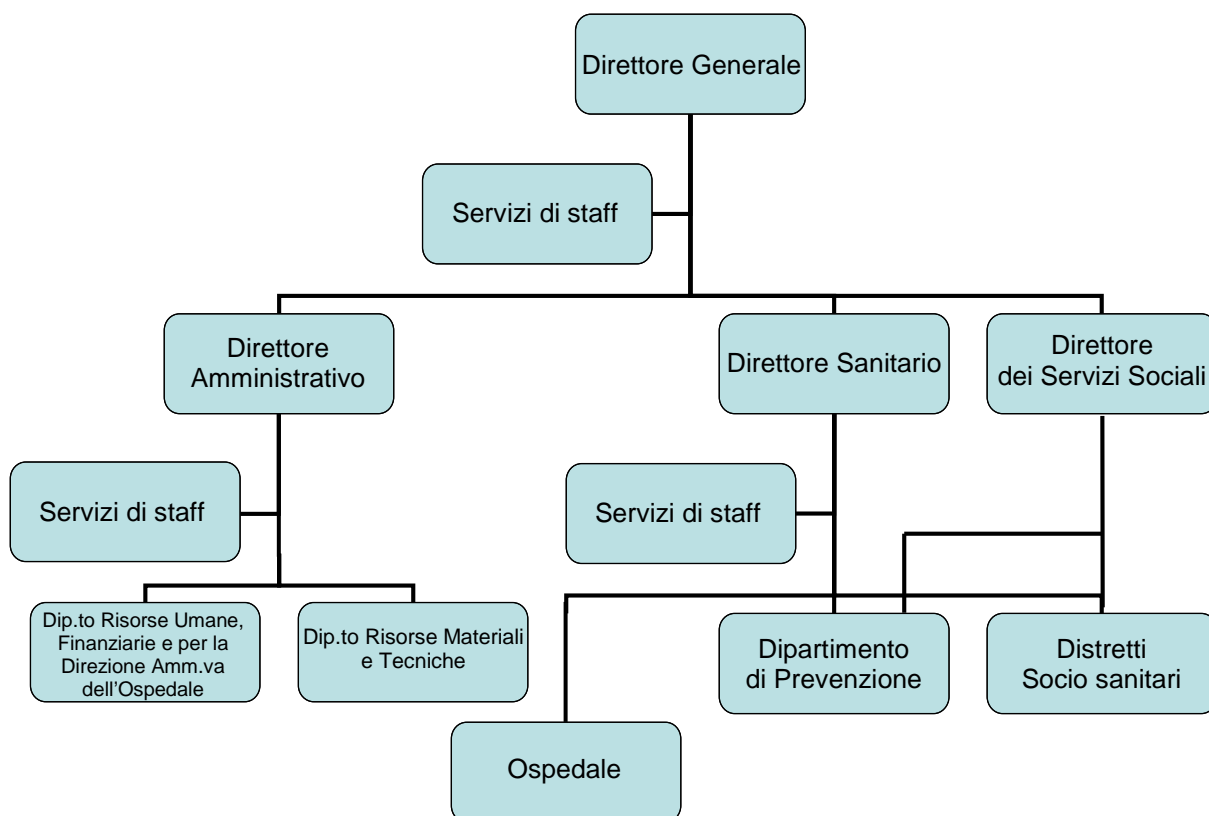 Direttore Generale
Servizi di staff
Direttore
Amministrativo
Direttore Sanitario
Direttore
dei Servizi Sociali
Servizi di staff
Servizi di staff
Dip.to Risorse Umane,
Finanziarie e per la
Direzione Amm.va
dell’Ospedale
Dip.to Risorse Materiali
e Tecniche
Dipartimento
di Prevenzione
Distretti
Socio sanitari
Ospedale